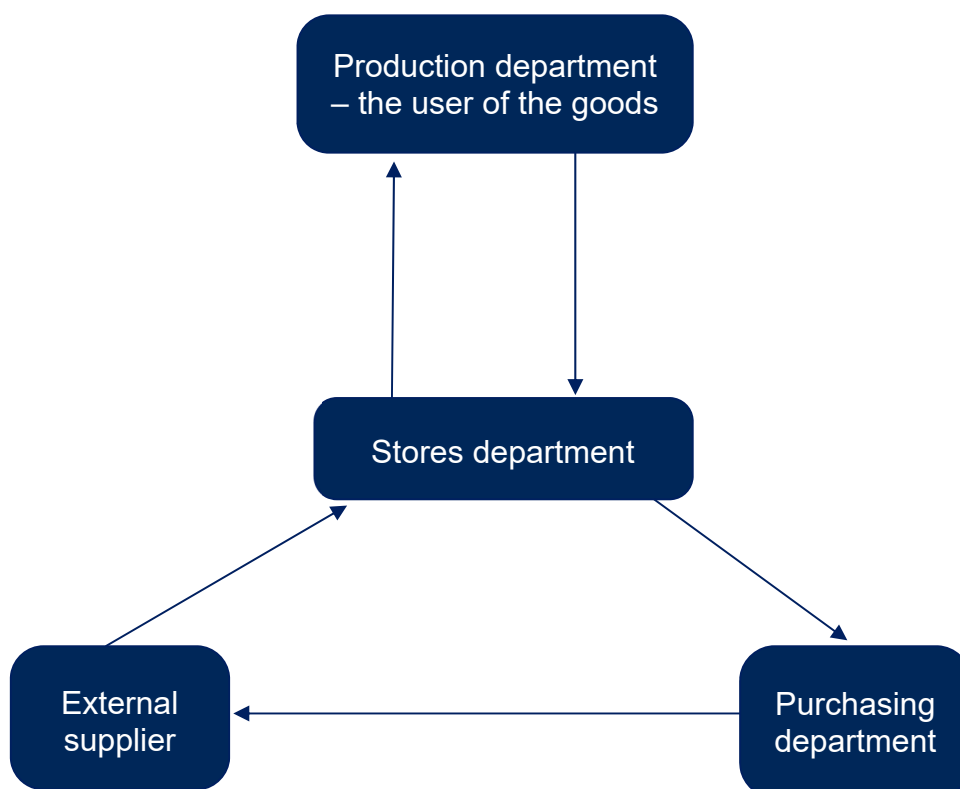 Production department
– the user of the goods
Stores department
External
supplier
Purchasing
department